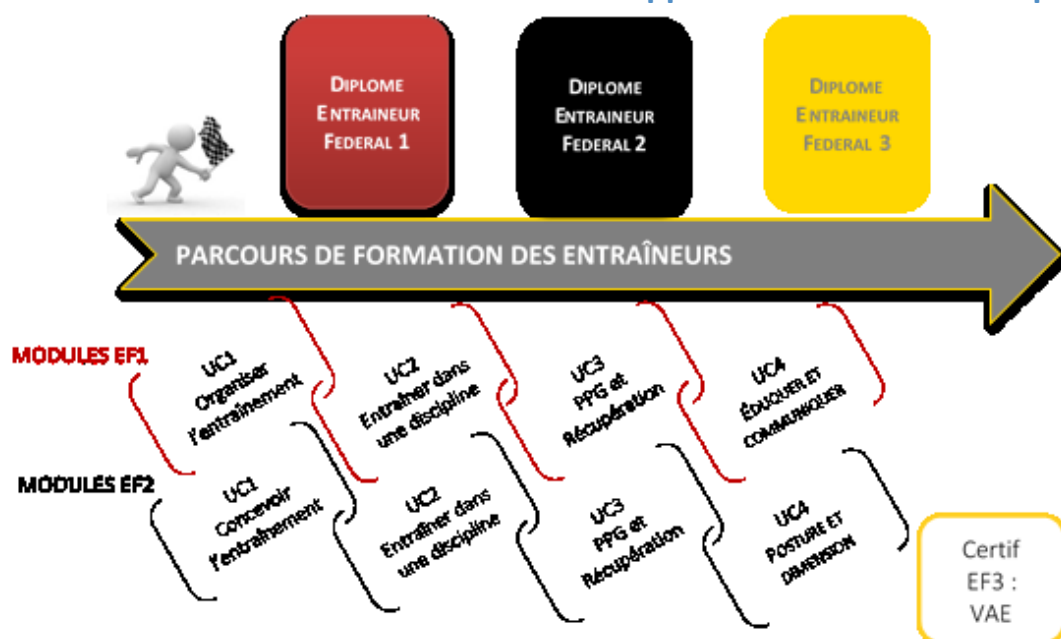 DIPLOME
ENTRAINEUR
FEDERAL 1
DIPLOME
ENTRAINEUR
FEDERAL 2
DIPLOME
ENTRAINEUR
FEDERAL 3
PARCOURS DE FORMATION DES ENTRAÎNEURS
MODULES EF1
UC1
Organiser
l'entraînement
UC2
Entraîner dans
une discipline
UC3
PPG et
Récupération
UC4
ÉDUQUER ET
COMMUNIQUER
MODULES EF2
UC1
Concevoir
l'entraînement
UC2
Entraîner dans
une discipline
UC3
PPG et
Récupération
UC4
POSTURE ET
DIMENSION
Certif
EF3 :
VAE